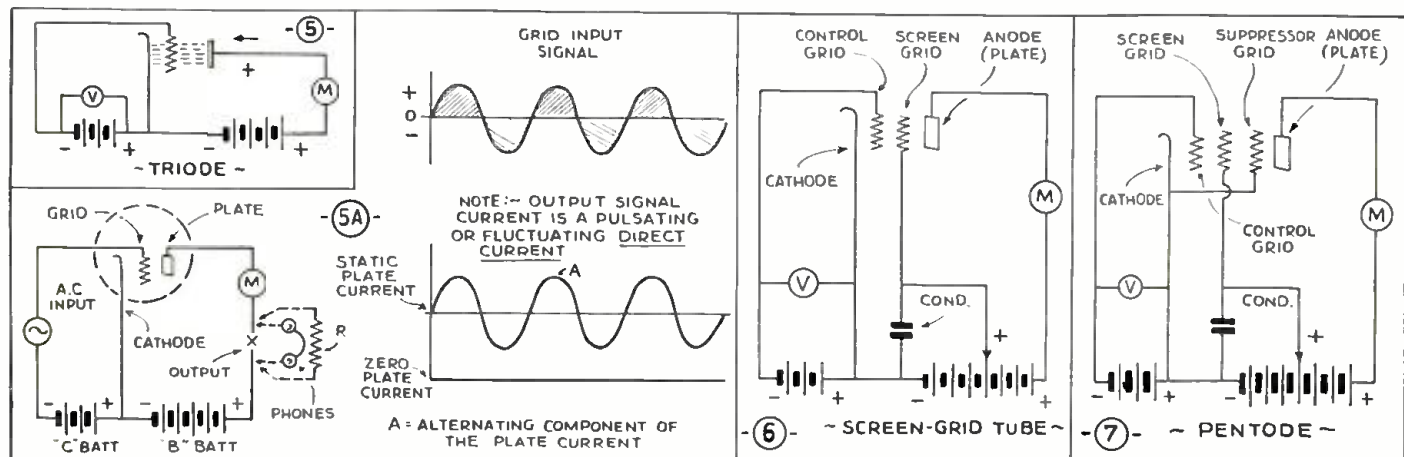 -5-
+
V
M
- +
- +
~ TRIODE ~
GRID
PLATE
-5A-
A.C
INPUT
M
CATHODE
OUTPUT
X
R
PHONES
- +
- +
"C" BATT
"B" BATT
GRID INPUT
SIGNAL
+
0
-
NOTE:~ OUTPUT SIGNAL
CURRENT IS A PULSATING
OR FLUCTUATING DIRECT
CURRENT
STATIC
PLATE
CURRENT
A
ZERO
PLATE
CURRENT
A = ALTERNATING COMPONENT OF
THE PLATE CURRENT
CONTROL
GRID
SCREEN
GRID
ANODE
(PLATE)
CATHODE
M
V
COND.
+
- +
- +
-6- ~ SCREEN-GRID TUBE ~
SCREEN
GRID
SUPPRESSOR
GRID
ANODE
(PLATE)
CATHODE
CONTROL
GRID
M
V
COND.
+
- +
- +
-7- ~ PENTODE ~